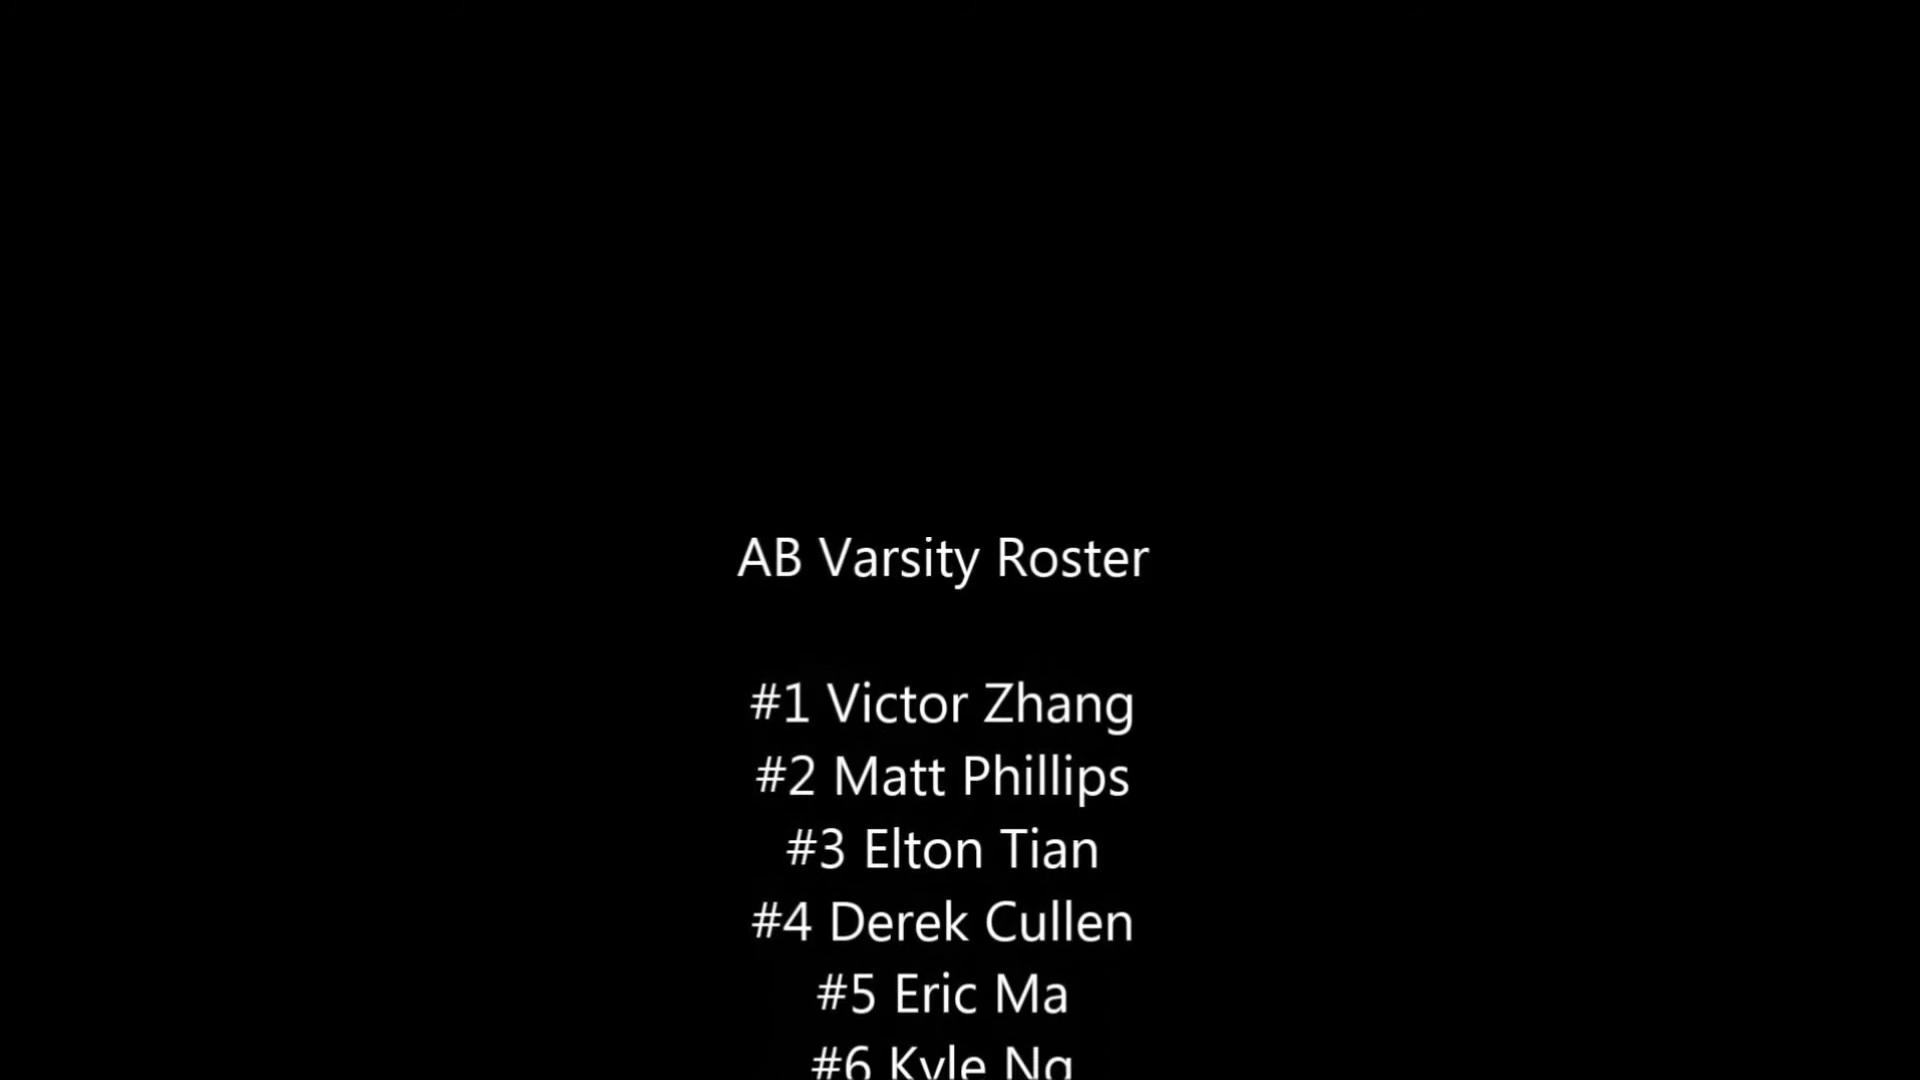 AB Varsity Roster
#1 Victor Zhang
#2 Matt Phillips
#3 Elton Tian
#4 Derek Cullen
#5 Eric Ma
#6 Kyle Ng